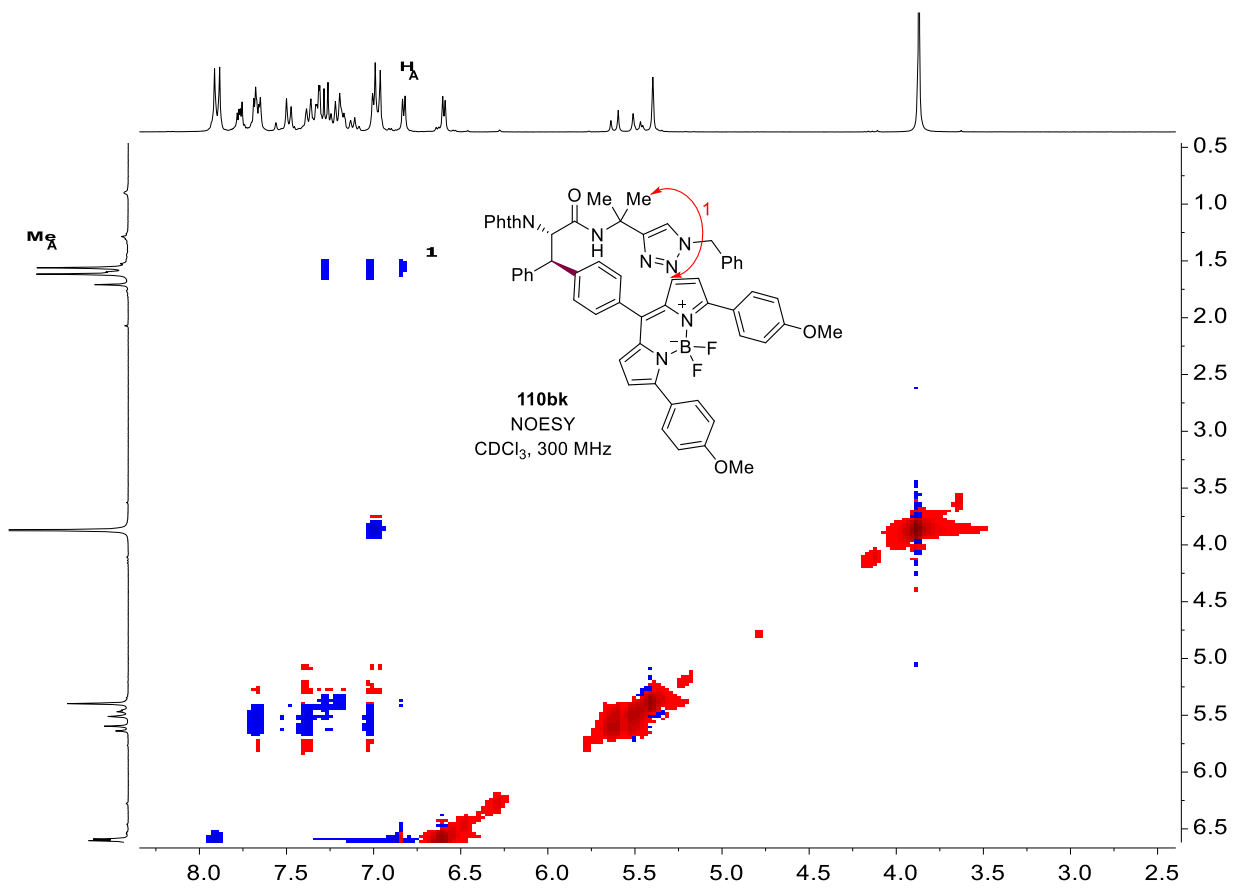 H
A
0.5
1.0
Me
A
1
1.5
2.0
2.5
3.0
3.5
4.0
4.5
5.0
5.5
6.0
6.5
O
Me Me
1
PhthN
N
H
N
N N
Ph
Ph
+
N
OMe
−B F
N
F
OMe
110bk
NOESY
CDCl₃, 300 MHz
8.0 7.5 7.0 6.5 6.0 5.5 5.0 4.5 4.0 3.5 3.0 2.5